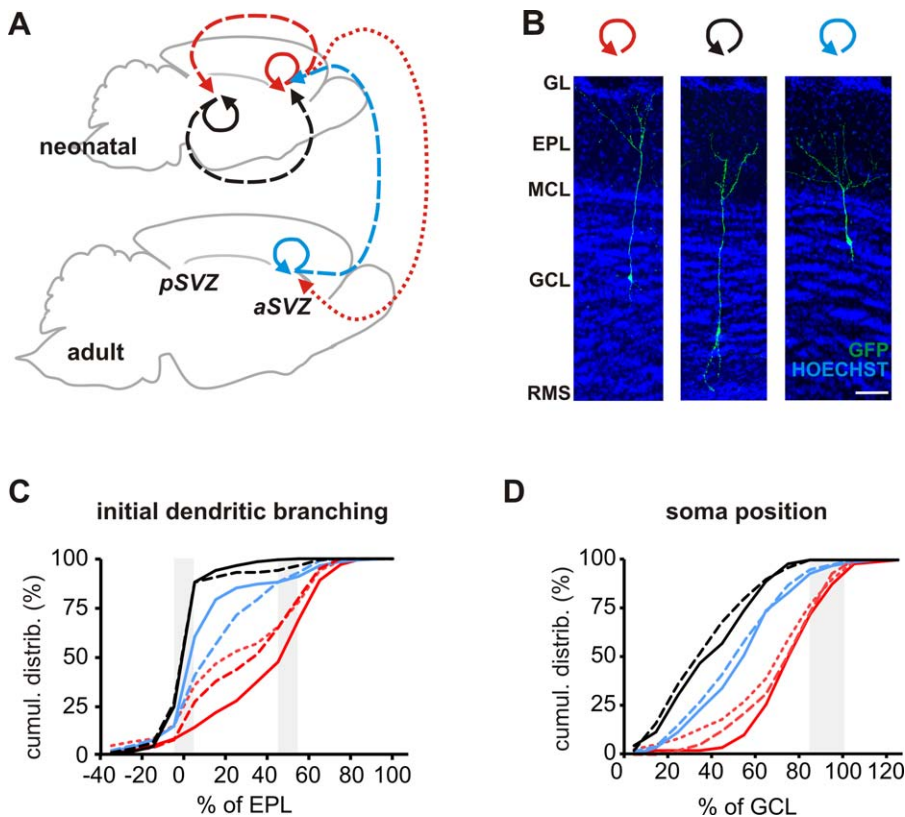 A
neonatal
pSVZ
aSVZ
adult
B
GL
EPL
MCL
GCL
RMS
GFP
HOECHST
C
initial dendritic branching
cumul. distrib. (%)
100
75
50
25
0
-40 -20 0 20 40 60 80 100
% of EPL
D
soma position
cumul. distrib. (%)
100
75
50
25
0
0 20 40 60 80 100 120
% of GCL